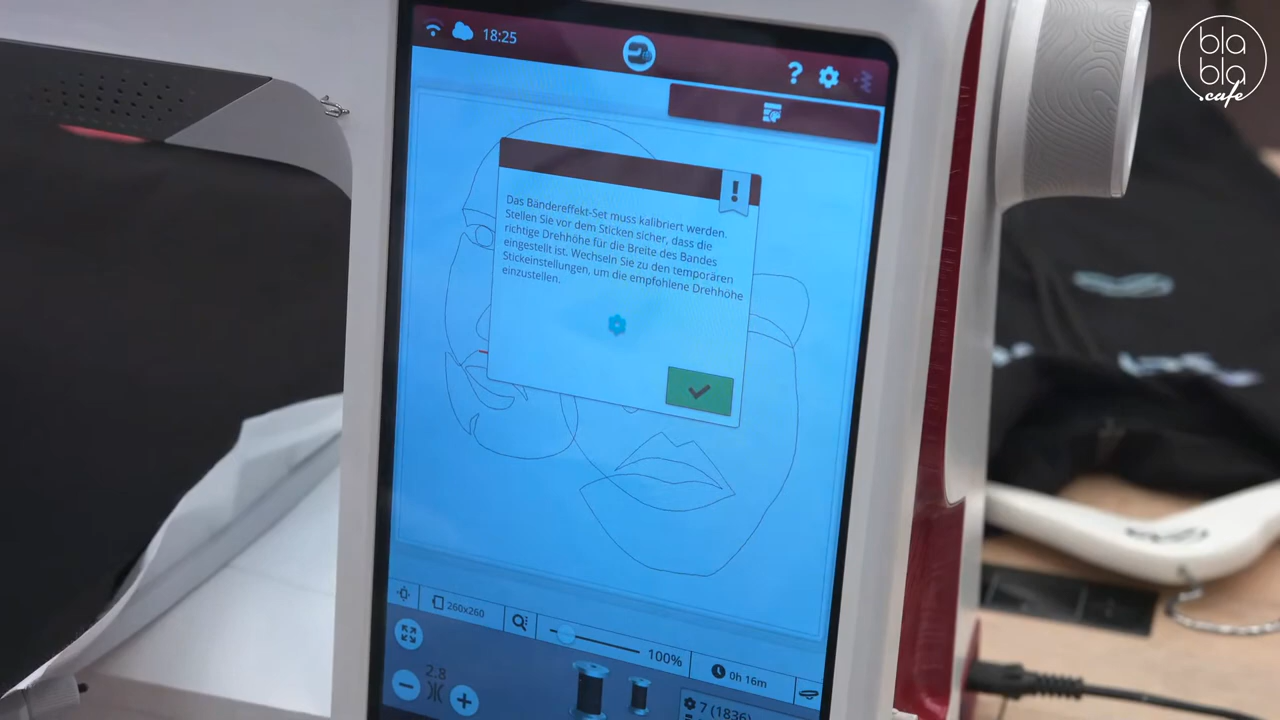 bla
bla
.cafe
18:25
?
!
Das Bändereffekt-Set muss kalibriert werden.
Stellen Sie vor dem Sticken sicher, dass die
richtige Drehhöhe für die Breite des Bandes
eingestellt ist. Wechseln Sie zu den temporären
Stickeinstellungen, um die empfohlene Drehhöhe
einzustellen.
260x260
100%
0h 16m
2.8
7 (1836)